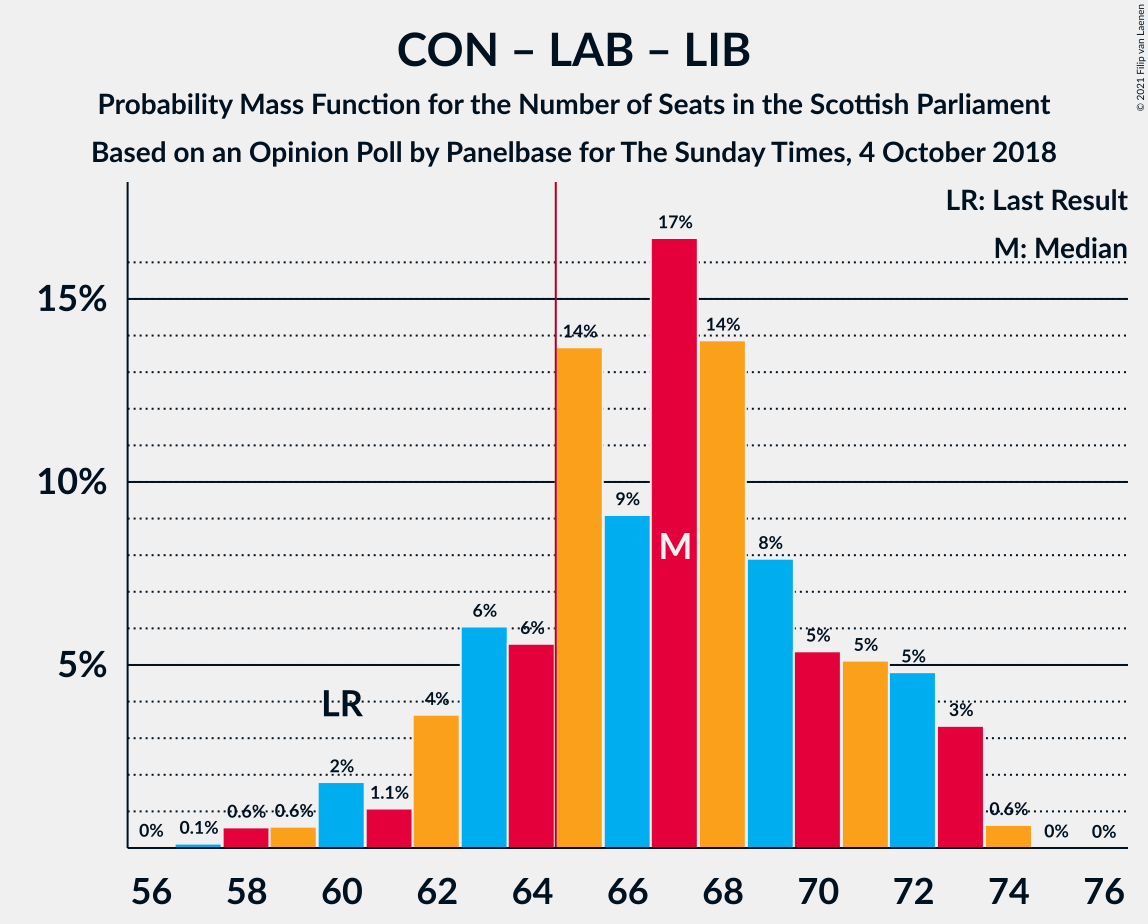 CON – LAB – LIB
Probability Mass Function for the Number of Seats in the Scottish Parliament
Based on an Opinion Poll by Panelbase for The Sunday Times, 4 October 2018
© 2021 Filip van Laenen
LR: Last Result
M: Median
15%
10%
5%
0%
0.1%
0.6%
0.6%
2%
1.1%
4%
6%
6%
14%
9%
17%
14%
8%
5%
5%
5%
3%
0.6%
0%
0%
LR
M
56 58 60 62 64 66 68 70 72 74 76